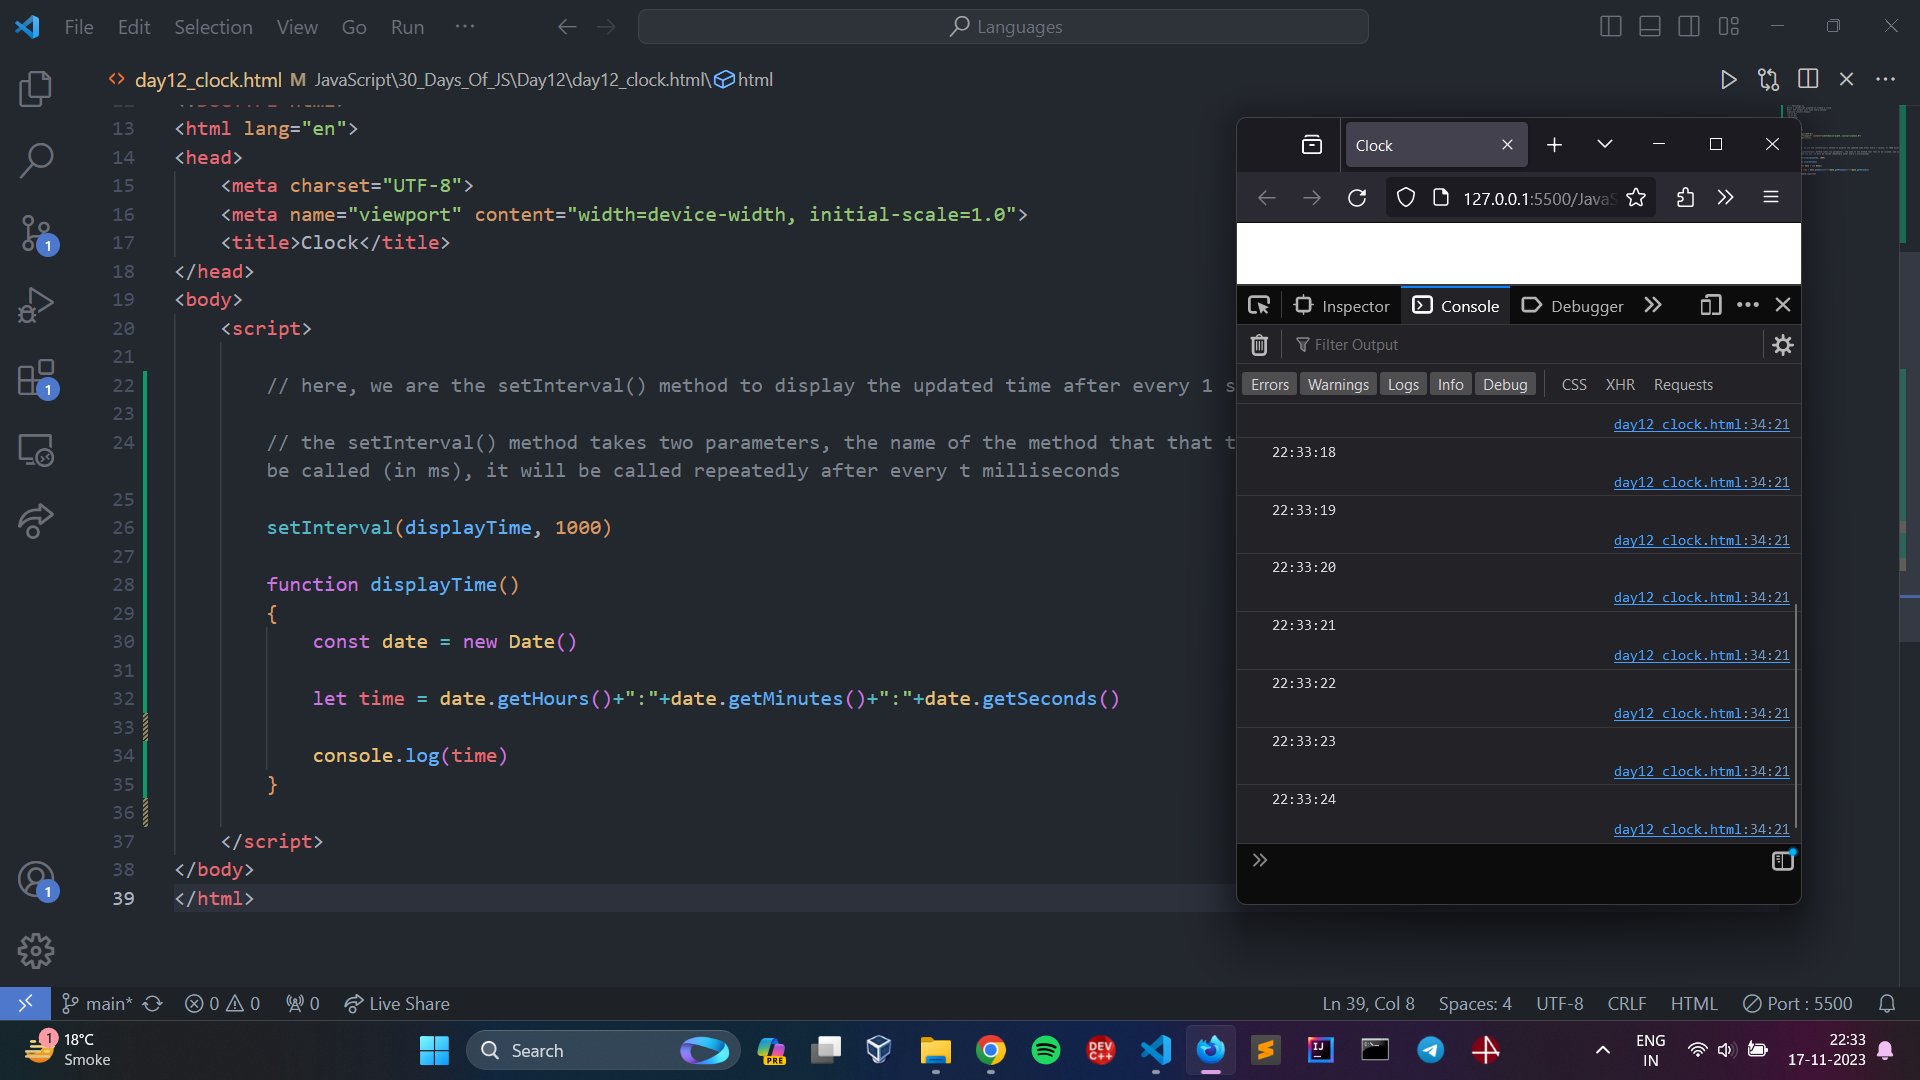 File Edit Selection View Go Run ··· Languages
day12_clock.html M JavaScript\30_Days_Of_JS\Day12\day12_clock.html\html
13 <html lang="en">
14 <head>
15 <meta charset="UTF-8">
16 <meta name="viewport" content="width=device-width, initial-scale=1.0">
17 <title>Clock</title>
18 </head>
19 <body>
20 <script>
21
22 // here, we are the setInterval() method to display the updated time after every 1 s
23
24 // the setInterval() method takes two parameters, the name of the method that that t
be called (in ms), it will be called repeatedly after every t milliseconds
25
26 setInterval(displayTime, 1000)
27
28 function displayTime()
29 {
30 const date = new Date()
31
32 let time = date.getHours()+":"+date.getMinutes()+":"+date.getSeconds()
33
34 console.log(time)
35 }
36
37 </script>
38 </body>
39 </html>
1
1
1
Clock
127.0.0.1:5500/JavaS
Inspector Console Debugger
Filter Output
Errors Warnings Logs Info Debug CSS XHR Requests
day12_clock.html:34:21
22:33:18
day12_clock.html:34:21
22:33:19
day12_clock.html:34:21
22:33:20
day12_clock.html:34:21
22:33:21
day12_clock.html:34:21
22:33:22
day12_clock.html:34:21
22:33:23
day12_clock.html:34:21
22:33:24
day12_clock.html:34:21
main* 0 0 0 Live Share Ln 39, Col 8 Spaces: 4 UTF-8 CRLF HTML Port : 5500
1 18°C
Smoke
Search
PRE
DEV
C++
IJ
ENG
IN
22:33
17-11-2023